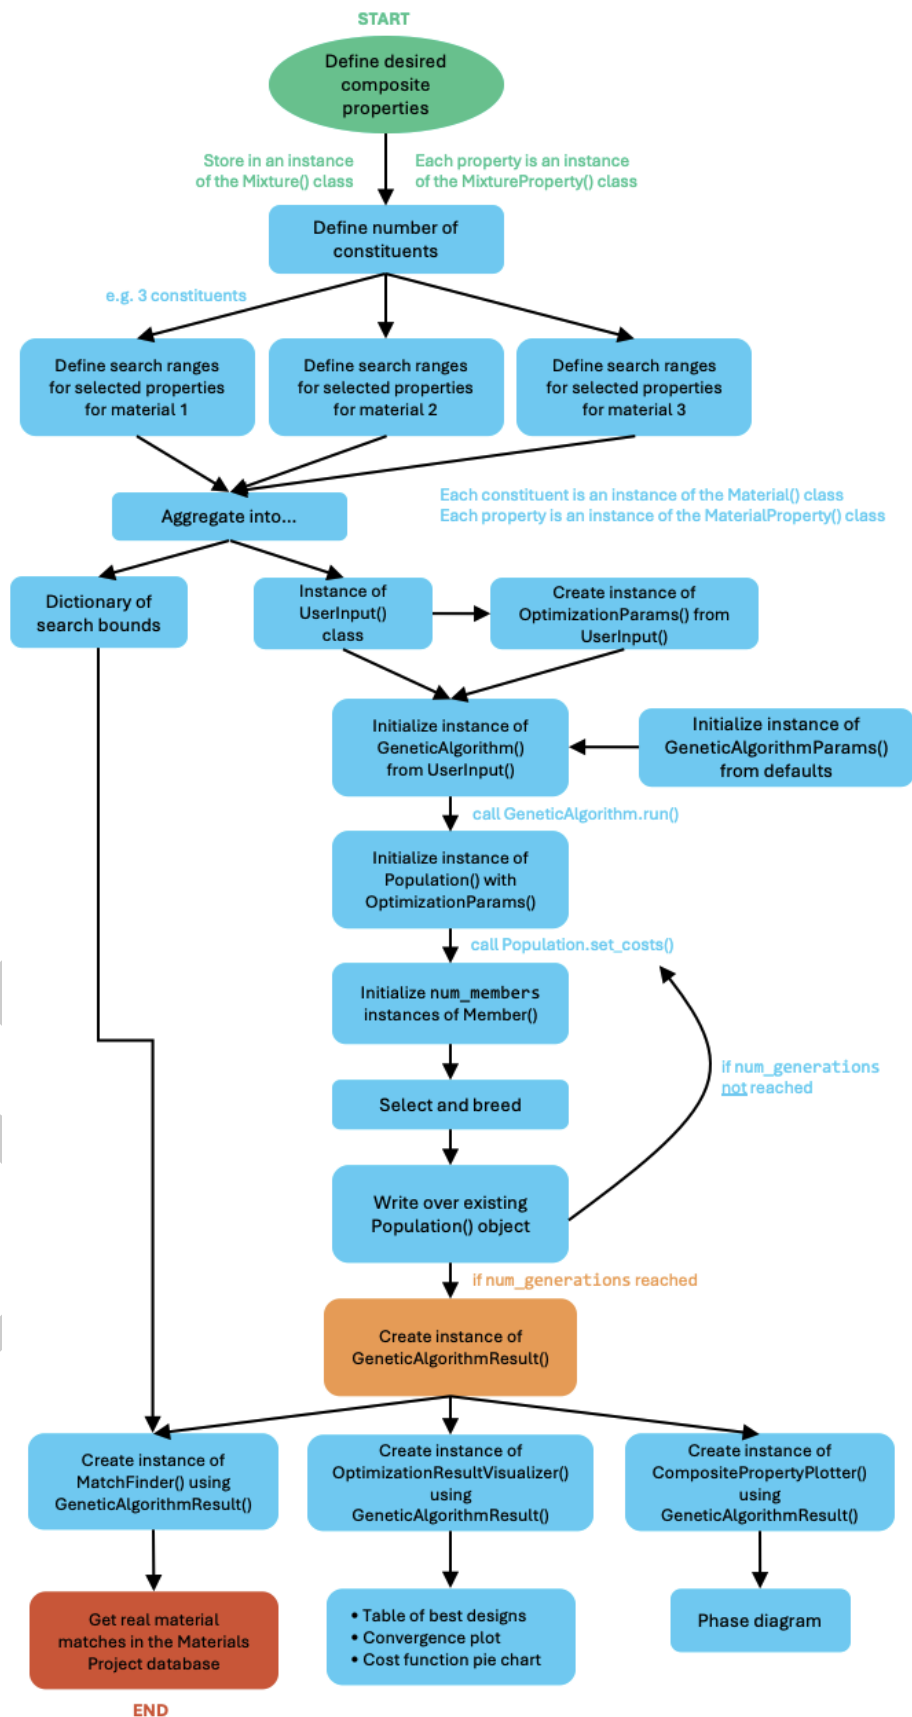 START
Define desired
composite
properties
Store in an instance
of the Mixture() class
Each property is an instance
of the MixtureProperty() class
Define number of
constituents
e.g. 3 constituents
Define search ranges
for selected properties
for material 1
Define search ranges
for selected properties
for material 2
Define search ranges
for selected properties
for material 3
Aggregate into...
Each constituent is an instance of the Material() class
Each property is an instance of the MaterialProperty() class
Dictionary of
search bounds
Instance of
UserInput()
class
Create instance of
OptimizationParams() from
UserInput()
Initialize instance of
GeneticAlgorithm()
from UserInput()
Initialize instance of
GeneticAlgorithmParams()
from defaults
call GeneticAlgorithm.run()
Initialize instance of
Population() with
OptimizationParams()
call Population.set_costs()
Initialize num_members
instances of Member()
if num_generations
not reached
Select and breed
Write over existing
Population() object
if num_generations reached
Create instance of
GeneticAlgorithmResult()
Create instance of
MatchFinder() using
GeneticAlgorithmResult()
Create instance of
OptimizationResultVisualizer()
using
GeneticAlgorithmResult()
Create instance of
CompositePropertyPlotter()
using
GeneticAlgorithmResult()
Get real material
matches in the Materials
Project database
• Table of best designs
• Convergence plot
• Cost function pie chart
Phase diagram
END